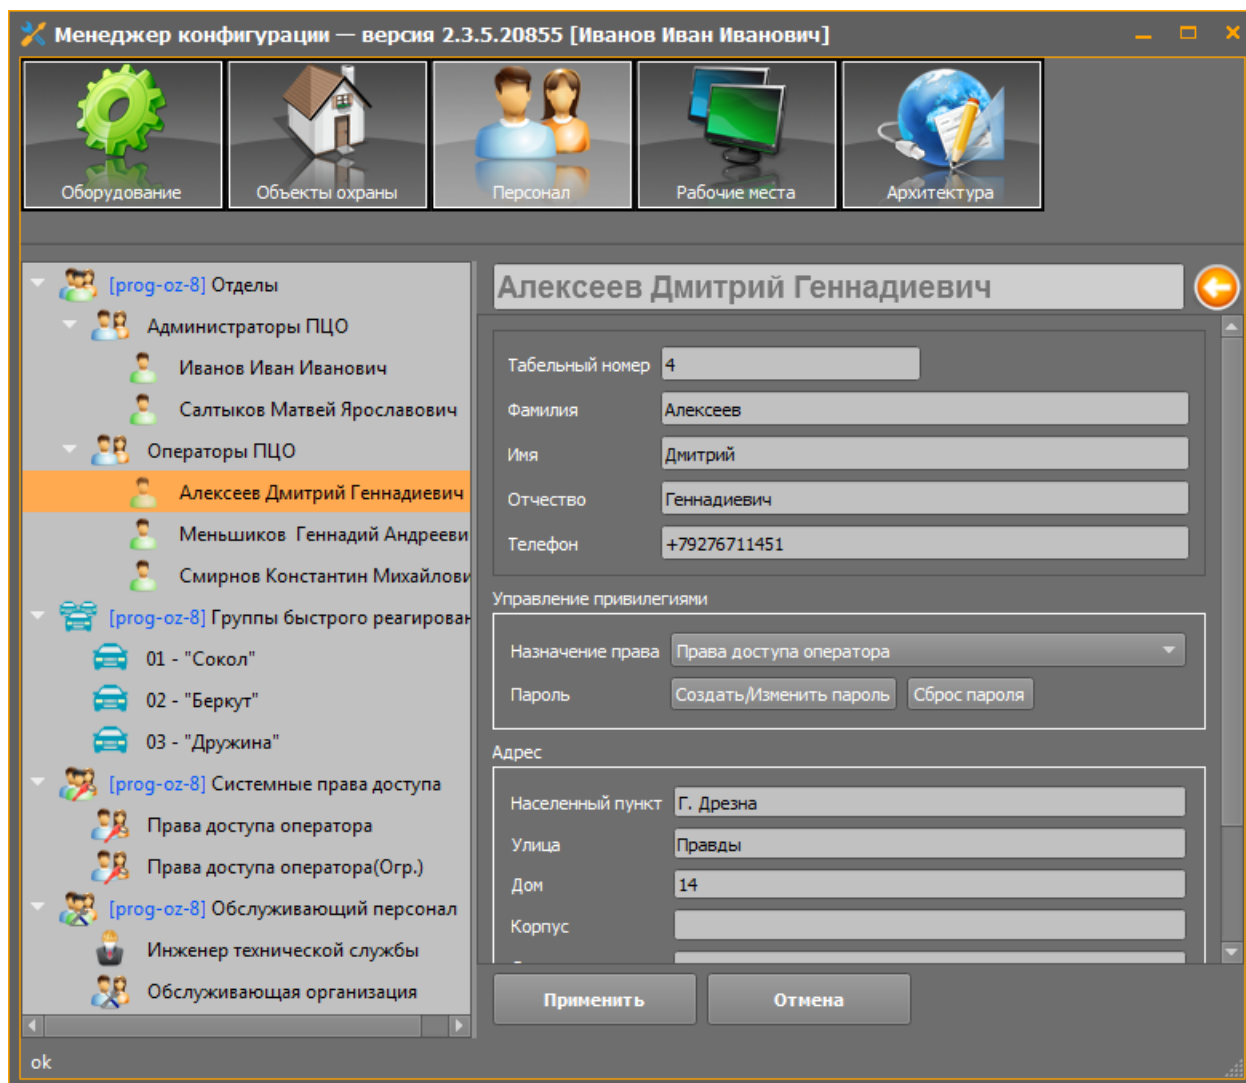 Менеджер конфигурации — версия 2.3.5.20855 [Иванов Иван Иванович]
Оборудование
Объекты охраны
Персонал
Рабочие места
Архитектура
[prog-oz-8] Отделы
Администраторы ПЦО
Иванов Иван Иванович
Салтыков Матвей Ярославович
Операторы ПЦО
Алексеев Дмитрий Геннадиевич
Меньшиков  Геннадий Андрееви
Смирнов Константин Михайлови
[prog-oz-8] Группы быстрого реагирован
01 - "Сокол"
02 - "Беркут"
03 - "Дружина"
[prog-oz-8] Системные права доступа
Права доступа оператора
Права доступа оператора(Огр.)
[prog-oz-8] Обслуживающий персонал
Инженер технической службы
Обслуживающая организация
Алексеев Дмитрий Геннадиевич
Табельный номер 4
Фамилия Алексеев
Имя Дмитрий
Отчество Геннадиевич
Телефон +79276711451
Управление привилегиями
Назначение права Права доступа оператора
Пароль Создать/Изменить пароль Сброс пароля
Адрес
Населенный пункт Г. Дрезна
Улица Правды
Дом 14
Корпус
Применить Отмена
ok